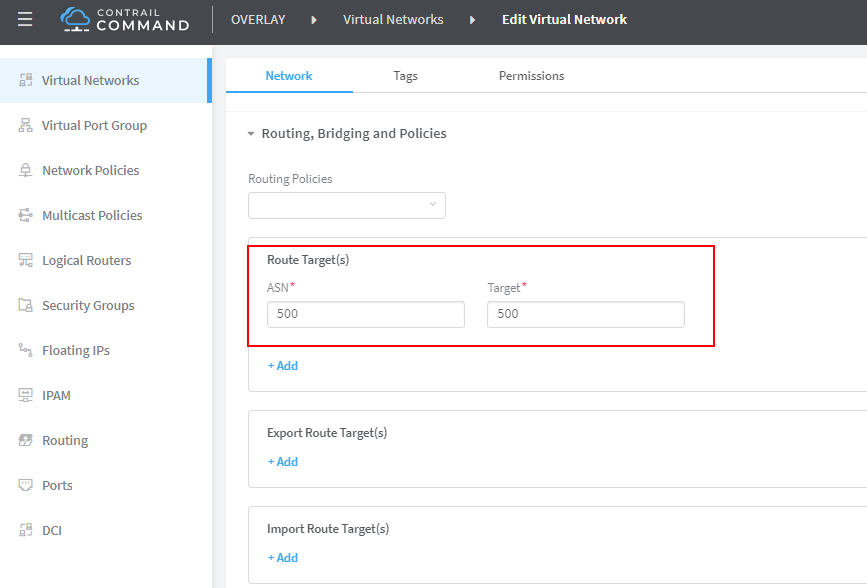 CONTRAIL
COMMAND
OVERLAY
Virtual Networks
Edit Virtual Network
Virtual Networks
Virtual Port Group
Network Policies
Multicast Policies
Logical Routers
Security Groups
Floating IPs
IPAM
Routing
Ports
DCI
Network
Tags
Permissions
Routing, Bridging and Policies
Routing Policies
Route Target(s)
ASN* Target*
500 500
+ Add
Export Route Target(s)
+ Add
Import Route Target(s)
+ Add